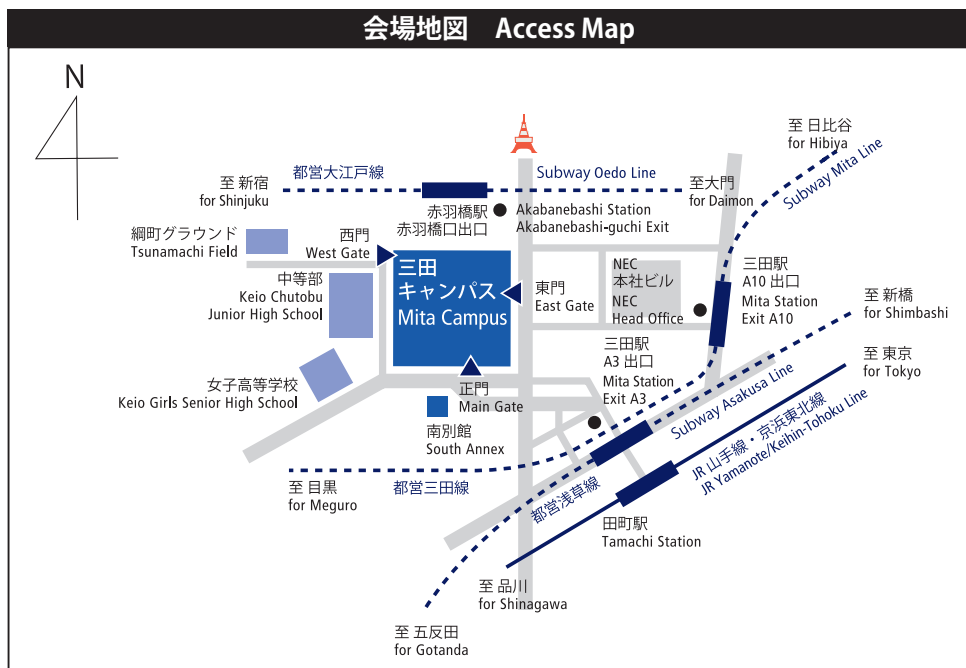 会場地図 Access Map
N
至 日比谷
for Hibiya
Subway Mita Line
都営大江戸線
Subway Oedo Line
至 新宿
for Shinjuku
至大門
for Daimon
赤羽橋駅
赤羽橋口出口
Akabanebashi Station
Akabanebashi-guchi Exit
綱町グラウンド
Tsunamachi Field
西門
West Gate
三田
キャンパス
Mita Campus
東門
East Gate
NEC
本社ビル
NEC
Head Office
三田駅
A10 出口
Mita Station
Exit A10
中等部
Keio Chutobu
Junior High School
至 新橋
for Shimbashi
三田駅
A3 出口
Mita Station
Exit A3
至 東京
for Tokyo
女子高等学校
Keio Girls Senior High School
正門
Main Gate
南別館
South Annex
Subway Asakusa Line
JR 山手線・京浜東北線
JR Yamanote/Keihin-Tohoku Line
至 目黒
for Meguro
都営三田線
都営浅草線
田町駅
Tamachi Station
至 品川
for Shinagawa
至 五反田
for Gotanda